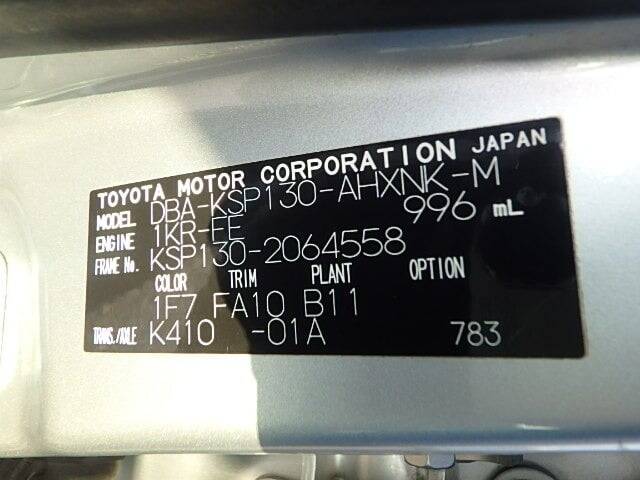 TOYOTA MOTOR CORPORATION JAPAN
MODEL DBA-KSP130-AHXNK-M
ENGINE 1KR-FE 996 mL
FRAME No. KSP130-2064558
COLOR TRIM PLANT OPTION
1F7 FA10 B11
TRANS./AXLE K410 -01A 783